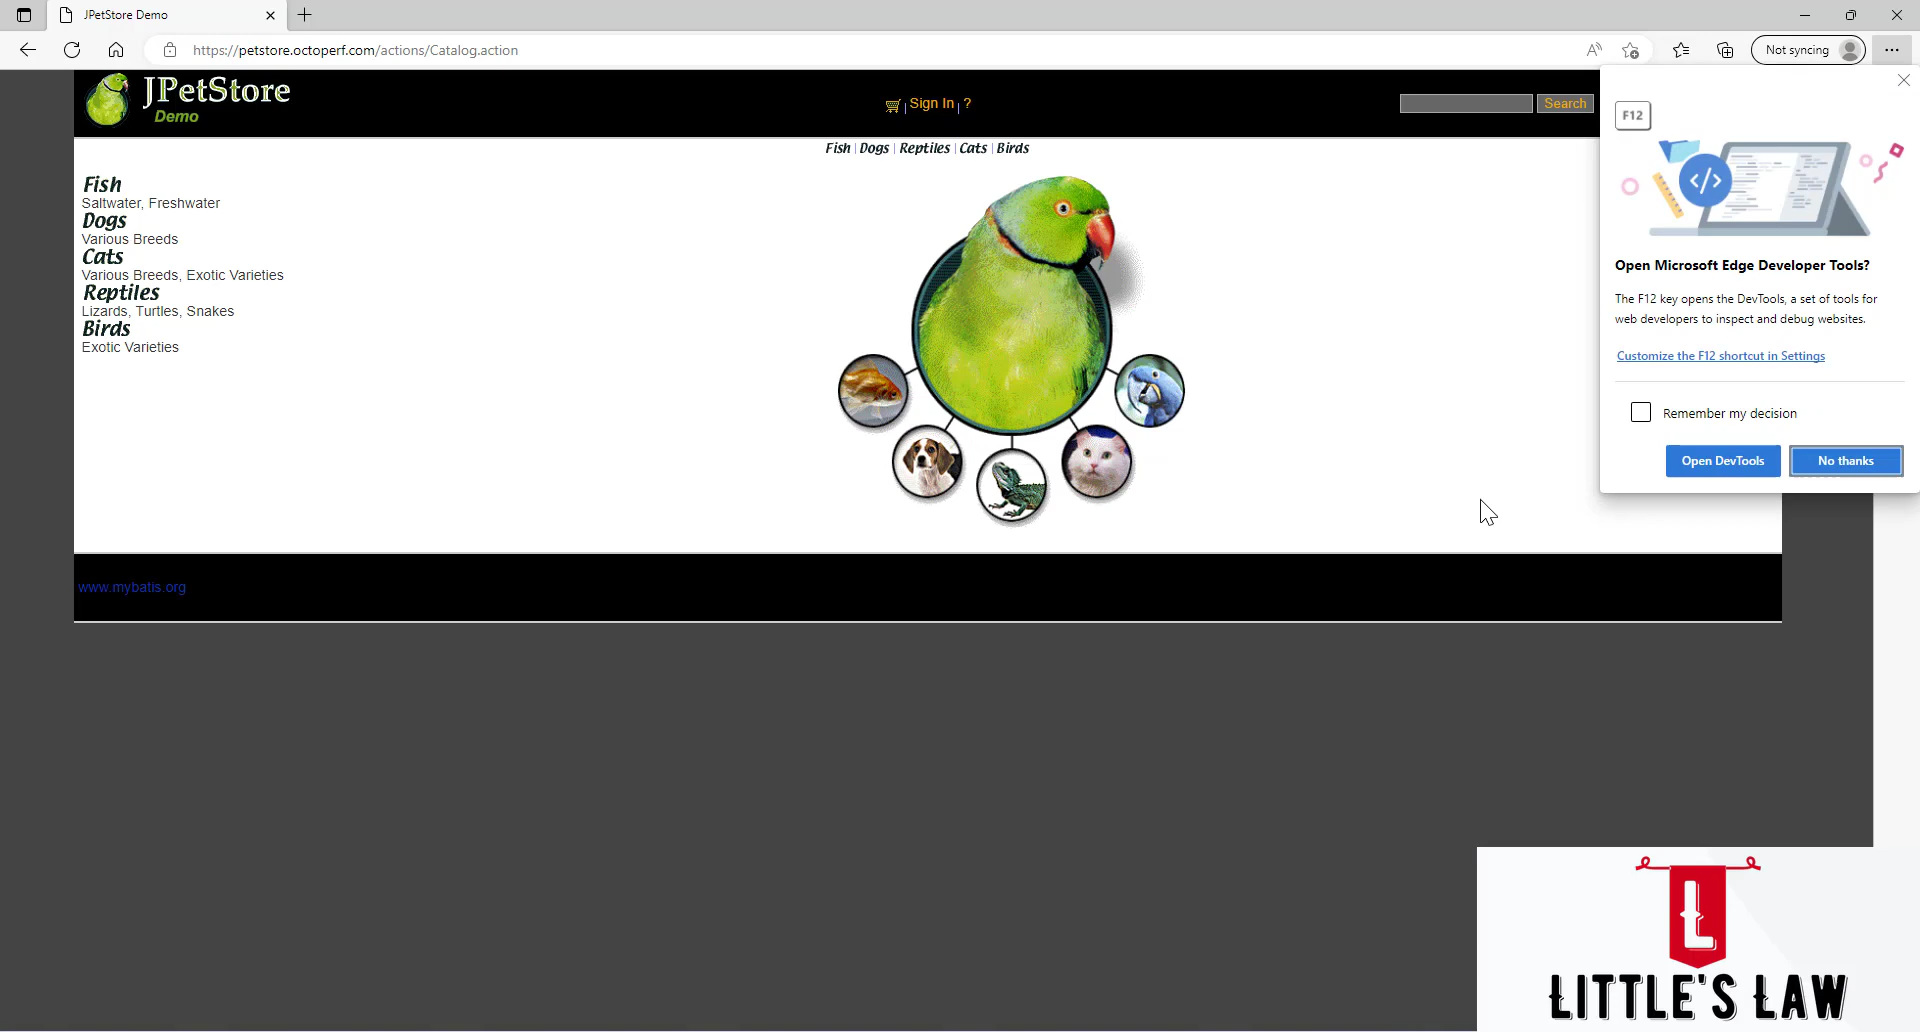 JPetStore Demo
https://petstore.octoperf.com/actions/Catalog.action
Not syncing
JPetStore
Demo
Sign In | ?
Search
Fish | Dogs | Reptiles | Cats | Birds
Fish
Saltwater, Freshwater
Dogs
Various Breeds
Cats
Various Breeds, Exotic Varieties
Reptiles
Lizards, Turtles, Snakes
Birds
Exotic Varieties
www.mybatis.org
F12
Open Microsoft Edge Developer Tools?
The F12 key opens the DevTools, a set of tools for
web developers to inspect and debug websites.
Customize the F12 shortcut in Settings
Remember my decision
Open DevTools
No thanks
L
LITTLE'S LAW